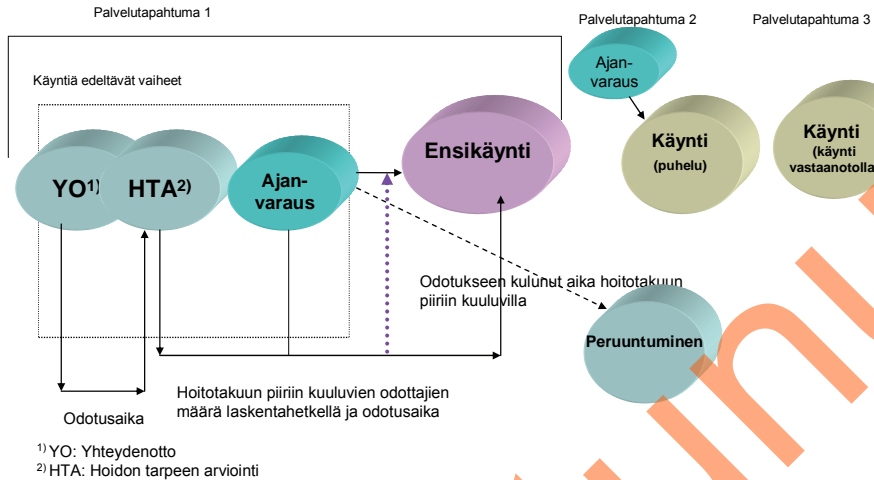 Palvelutapahtuma 1
Palvelutapahtuma 2
Palvelutapahtuma 3
Käyntiä edeltävät vaiheet
YO1)
HTA2)
Ajan-
varaus
Ensikäynti
Ajan-
varaus
Käynti
(puhelu)
Käynti
(käynti
vastaanotolla
Odotukseen kulunut aika hoitotakuun
piiriin kuuluvilla
Peruuntuminen
Odotusaika
Hoitotakuun piiriin kuuluvien odottajien
määrä laskentahetkellä ja odotusaika
1) YO: Yhteydenotto
2) HTA: Hoidon tarpeen arviointi